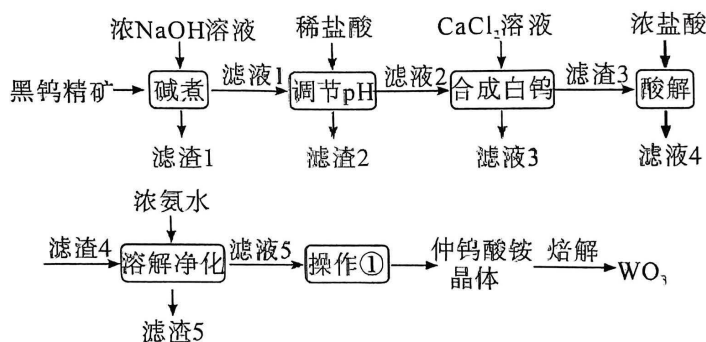 浓NaOH溶液 稀盐酸 CaCl₂溶液 浓盐酸
黑钨精矿 碱煮 滤液1 调节pH 滤液2 合成白钨 滤渣3 酸解
滤渣1 滤渣2 滤液3 滤液4
浓氨水
滤渣4 溶解净化 滤液5 操作① 仲钨酸铵晶体 焙解 WO₃
滤渣5